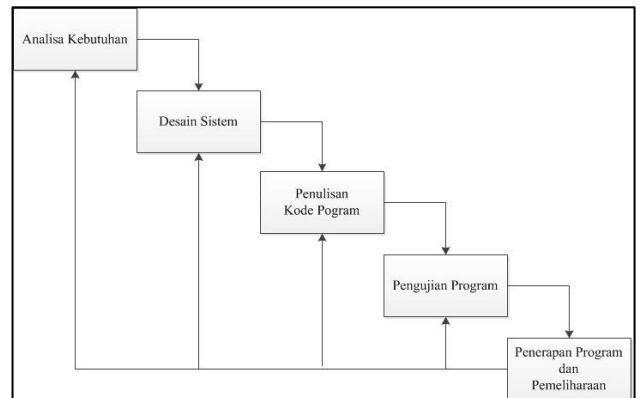 Analisa Kebutuhan
Desain Sistem
Penulisan
Kode Pogram
Pengujian Program
Penerapan Program
dan
Pemeliharaan